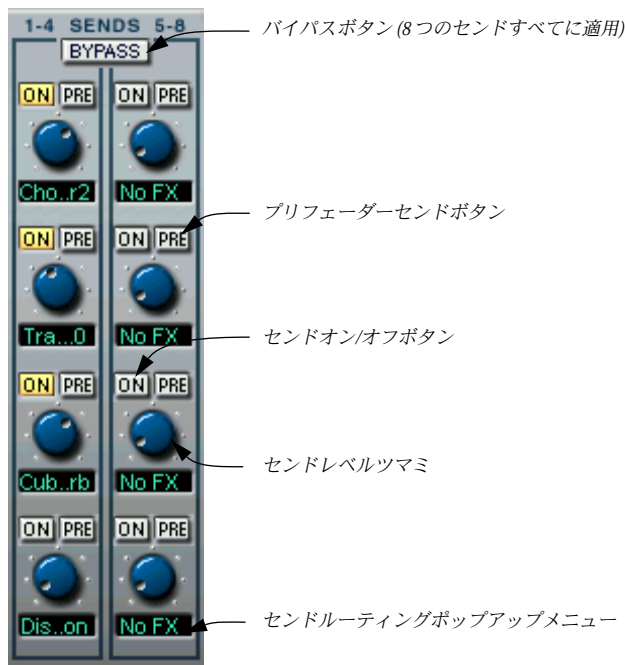 1-4 SENDS 5-8
バイパスボタン (8 つのセンドすべてに適用)
BYPASS
ON PRE ON PRE
Cho..r2 No FX
プリフェーダーセンドボタン
ON PRE ON PRE
Tra...0 No FX
センドオン/オフボタン
ON PRE ON PRE
センドレベルツマミ
Cub..rb No FX
ON PRE ON PRE
Dis..on No FX
センドルーティングポップアップメニュー